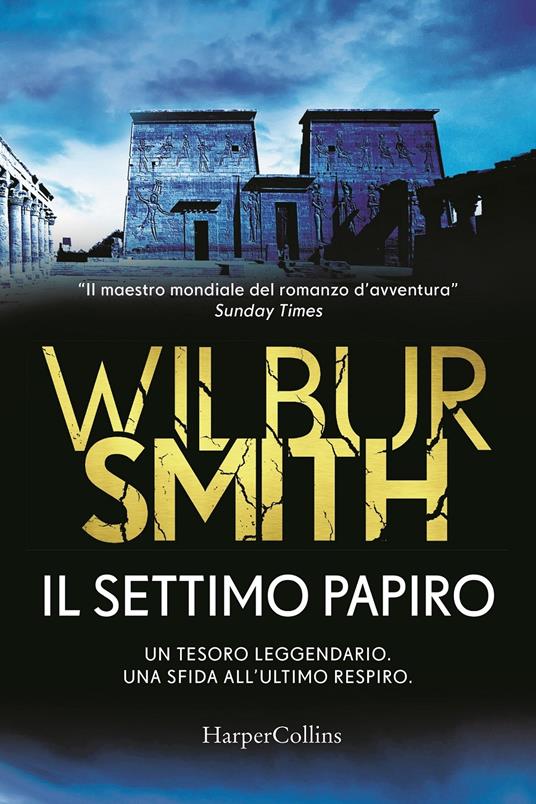 “Il maestro mondiale del romanzo d’avventura”
Sunday Times
WILBUR
SMITH
IL SETTIMO PAPIRO
UN TESORO LEGGENDARIO.
UNA SFIDA ALL’ULTIMO RESPIRO.
HarperCollins